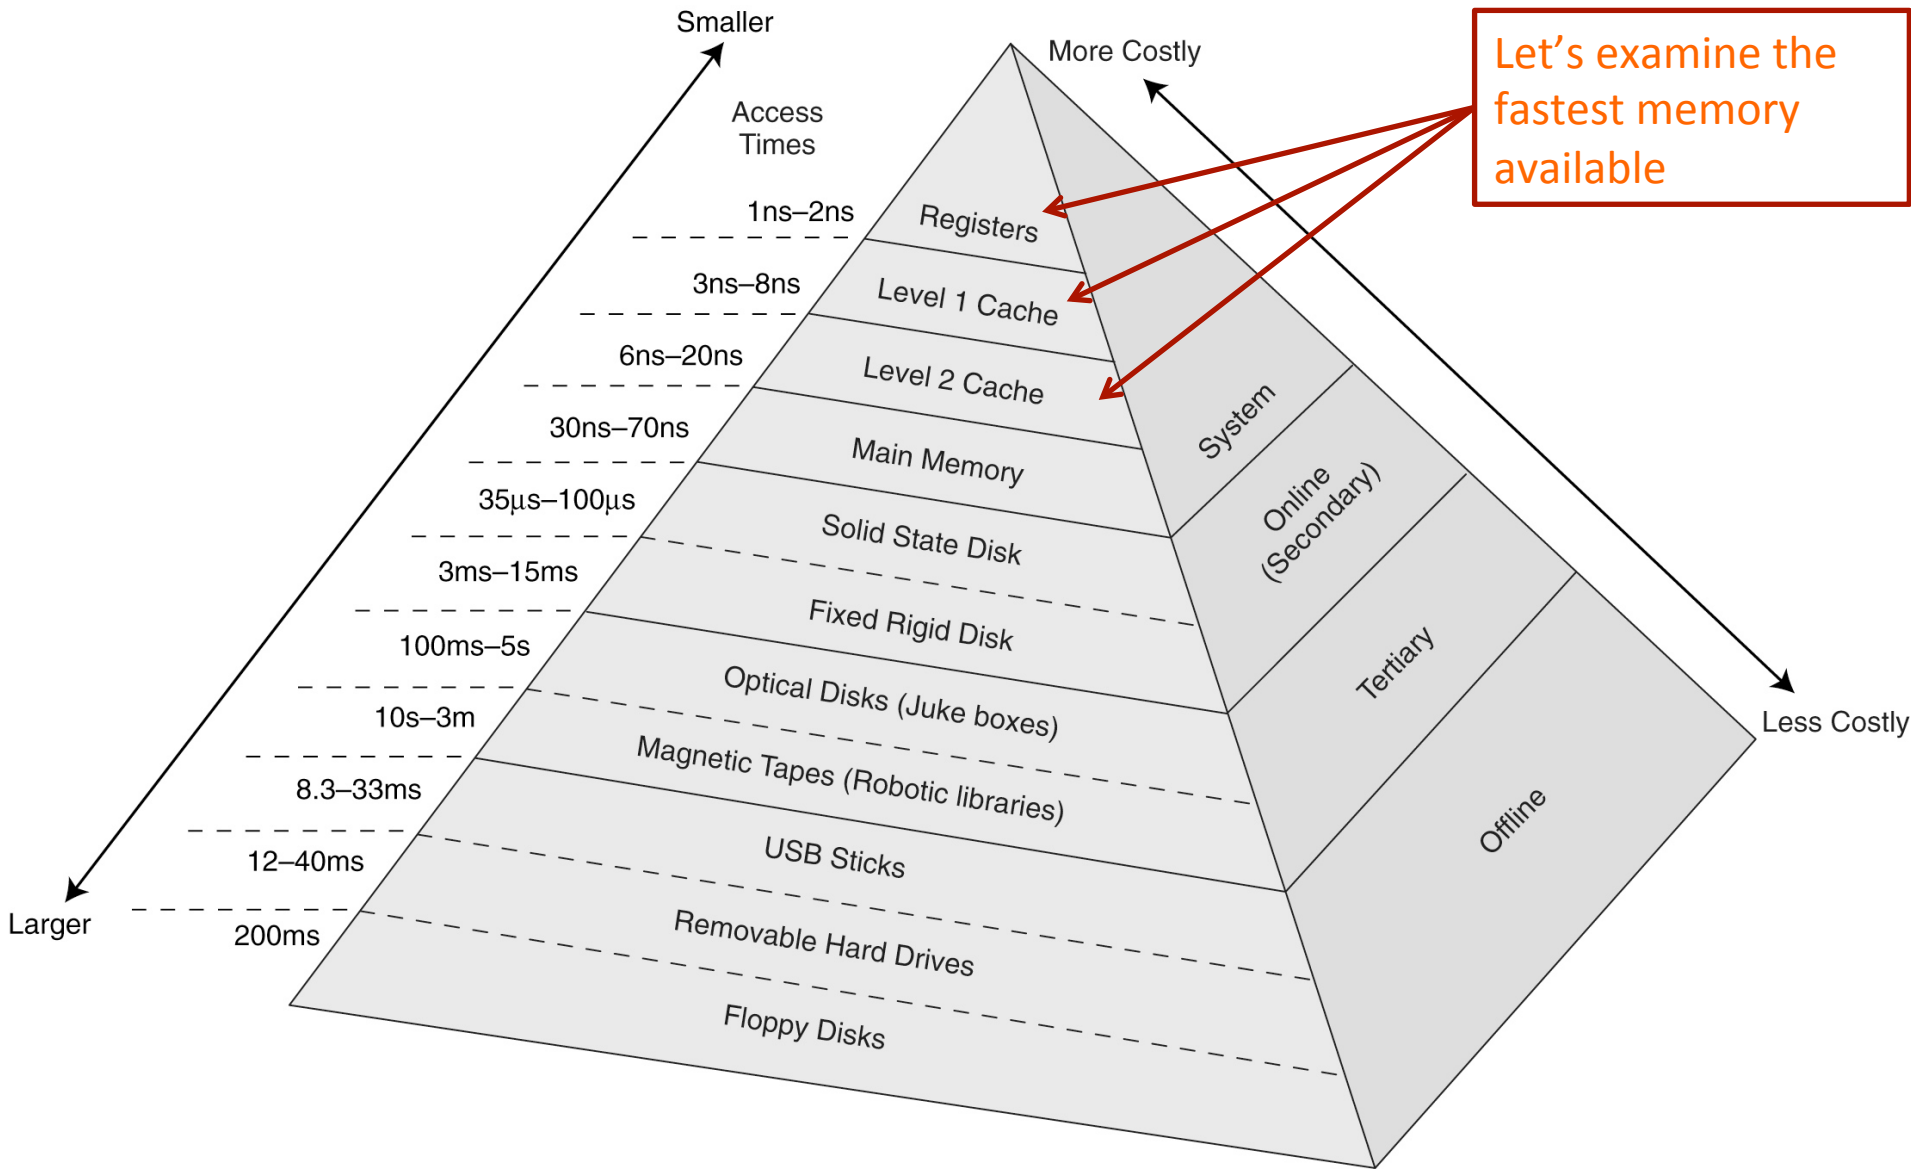 Smaller
More Costly
Let’s examine the
fastest memory
available
Access
Times
1ns–2ns
Registers
3ns–8ns
Level 1 Cache
6ns–20ns
Level 2 Cache
30ns–70ns
Main Memory
System
35μs–100μs
Solid State Disk
Online
(Secondary)
3ms–15ms
Fixed Rigid Disk
100ms–5s
Optical Disks (Juke boxes)
Tertiary
10s–3m
Magnetic Tapes (Robotic libraries)
Less Costly
8.3–33ms
USB Sticks
Offline
12–40ms
Removable Hard Drives
Larger
200ms
Floppy Disks